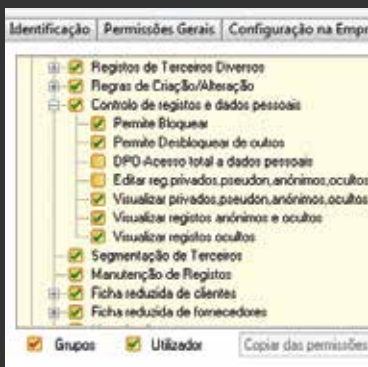 Identificação Permissões Gerais Configuração na Empr
Registos de Terceiros Diversos
Regras de Criação/Alteração
Controlo de registos e dados pessoais
Permite Bloquear
Permite Desbloquear de outros
DPO-Acesso total a dados pessoais
Editar reg.privados,pseudon,anónimos,ocultos
Visualizar privados,pseudon,anónimos,ocultos
Visualizar registos anónimos e ocultos
Visualizar registos ocultos
Segmentação de Terceiros
Manutenção de Registos
Ficha reduzida de clientes
Ficha reduzida de fornecedores
Grupos Utilizador Copiar das permissões